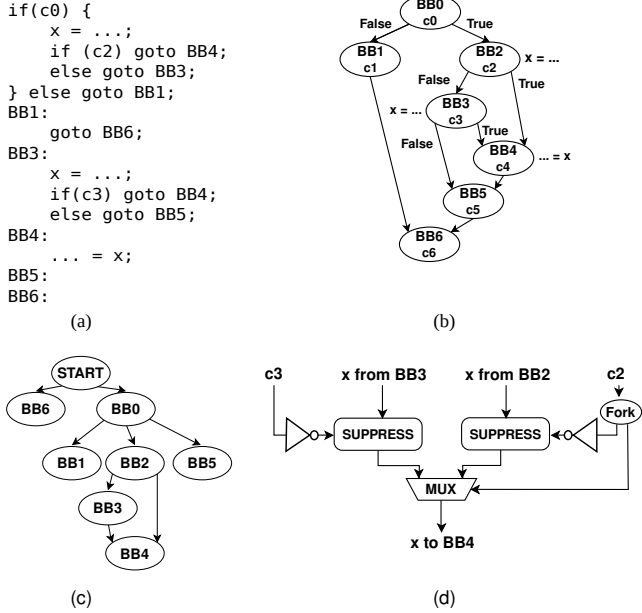 if(c0) {
x = ...;
if (c2) goto BB4;
else goto BB3;
} else goto BB1;
BB1:
goto BB6;
BB3:
x = ...;
if(c3) goto BB4;
else goto BB5;
BB4:
... = x;
BB5:
BB6:
(a)
BB0
c0
False
True
BB1
c1
BB2
c2
x = ...
False
True
x = ...
BB3
c3
False
True
BB4
c4
... = x
BB5
c5
BB6
c6
(b)
START
BB6
BB0
BB1
BB2
BB5
BB3
BB4
(c)
c3
x from BB3
x from BB2
c2
Fork
SUPPRESS
SUPPRESS
MUX
x to BB4
(d)